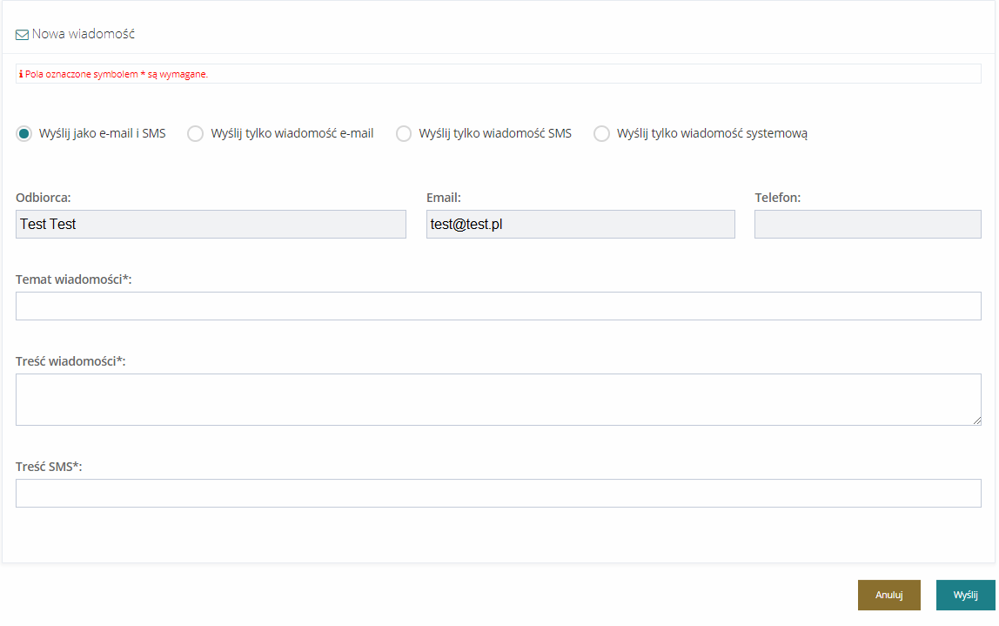 Nowa wiadomość
Pola oznaczone symbolem * są wymagane.
Wyślij jako e-mail i SMS Wyślij tylko wiadomość e-mail Wyślij tylko wiadomość SMS Wyślij tylko wiadomość systemową
Odbiorca: Email: Telefon:
Test Test test@test.pl
Temat wiadomości*:
Treść wiadomości*:
Treść SMS*:
Anuluj Wyślij